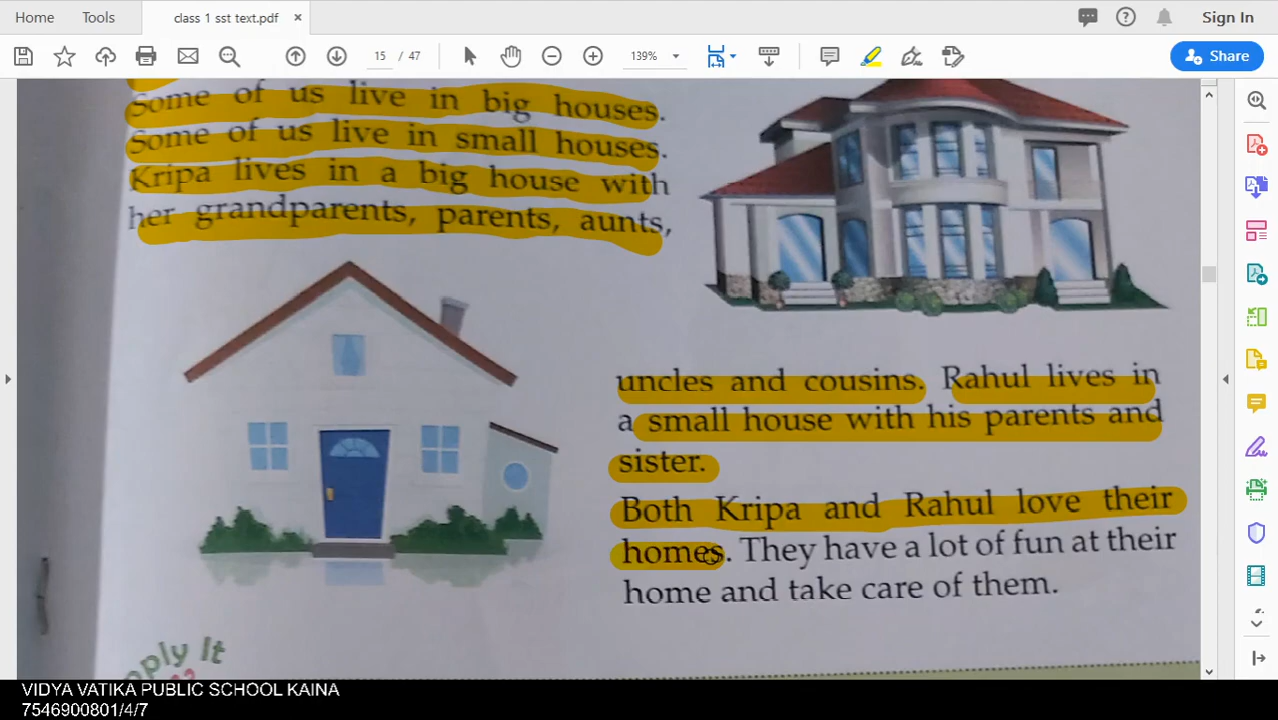 Home
Tools
class 1 sst text.pdf
Sign In
15 / 47
139%
Share
Some of us live in big houses.
Some of us live in small houses.
Kripa lives in a big house with
her grandparents, parents, aunts,
uncles and cousins. Rahul lives in
a small house with his parents and
sister.
Both Kripa and Rahul love their
homes. They have a lot of fun at their
home and take care of them.
It
VIDYA VATIKA PUBLIC SCHOOL KAINA
7546900801/4/7